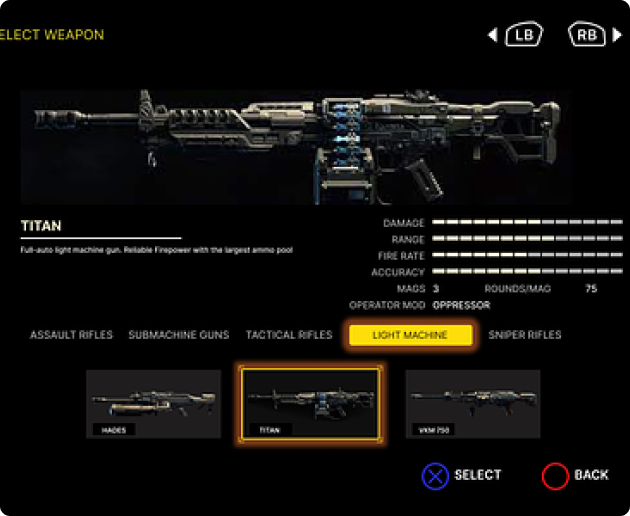 ELECT WEAPON
LB RB
TITAN
Full-auto light machine gun. Reliable Firepower with the largest ammo pool
DAMAGE
RANGE
FIRE RATE
ACCURACY
MAGS 3 ROUNDS/MAG 75
OPERATOR MOD OPPRESSOR
ASSAULT RIFLES SUBMACHINE GUNS TACTICAL RIFLES LIGHT MACHINE SNIPER RIFLES
HADES TITAN VKM 750
SELECT BACK